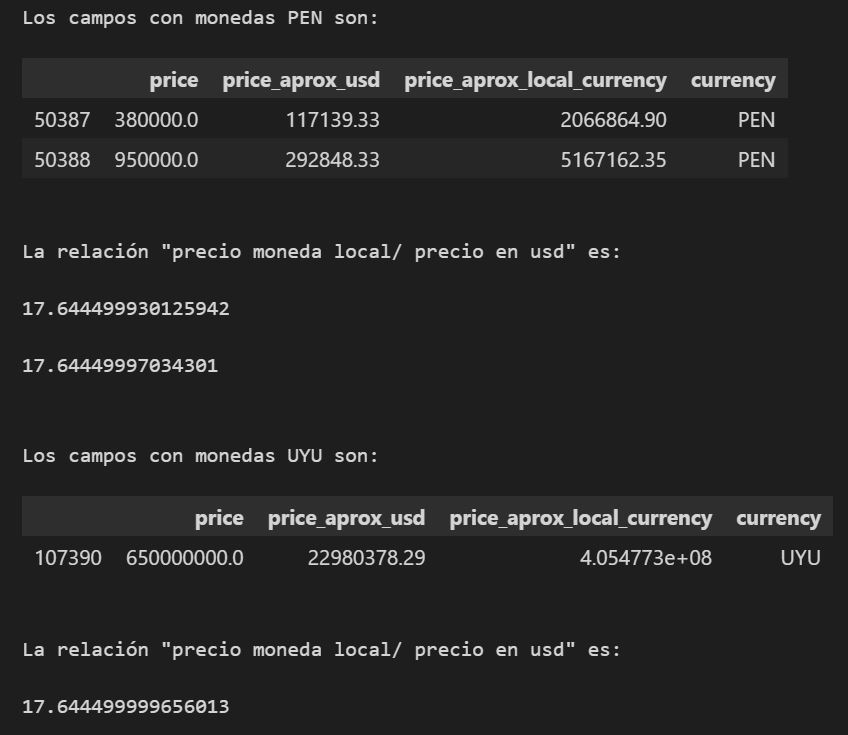 Los campos con monedas PEN son:
price price_aprox_usd price_aprox_local_currency currency
50387 380000.0 117139.33 2066864.90 PEN
50388 950000.0 292848.33 5167162.35 PEN
La relación "precio moneda local/ precio en usd" es:
17.644499930125942
17.64449997034301
Los campos con monedas UYU son:
price price_aprox_usd price_aprox_local_currency currency
107390 650000000.0 22980378.29 4.054773e+08 UYU
La relación "precio moneda local/ precio en usd" es:
17.644499999656013